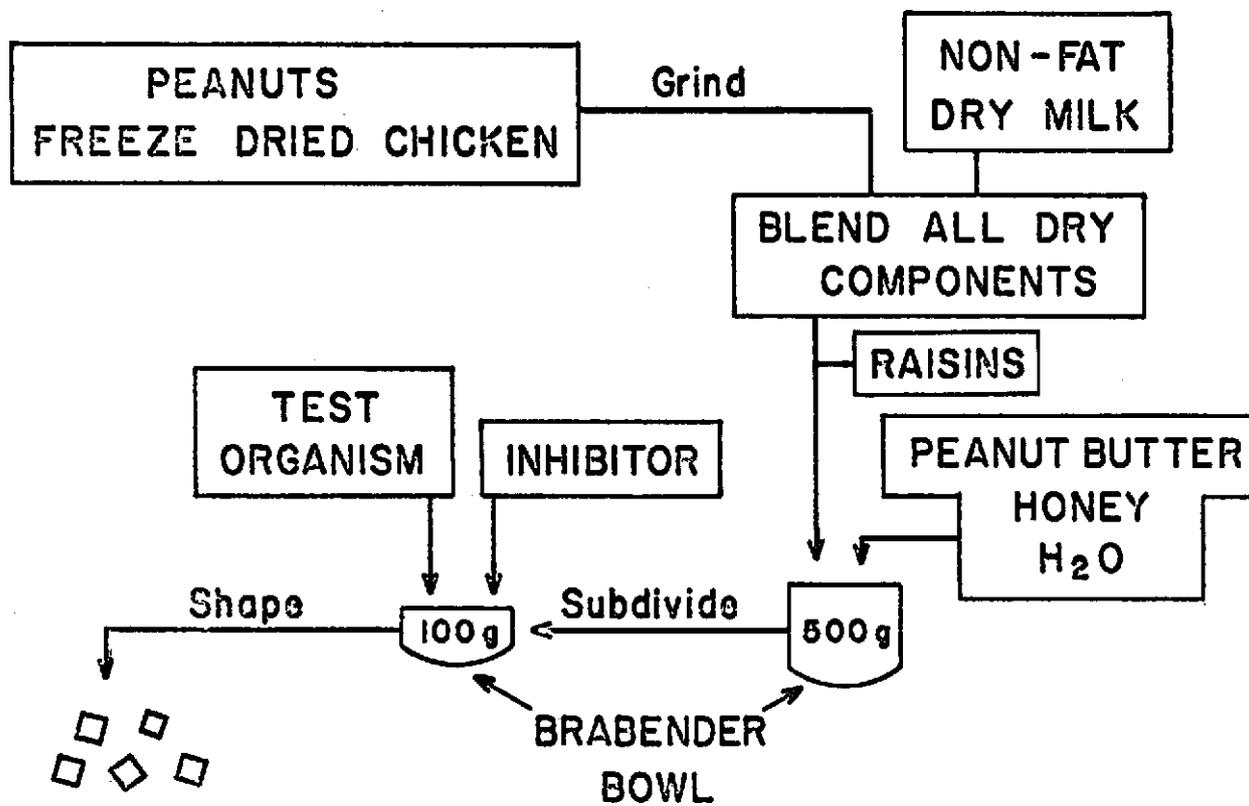 PEANUTS
FREEZE DRIED CHICKEN
Grind
NON-FAT
DRY MILK
BLEND ALL DRY
COMPONENTS
RAISINS
TEST
ORGANISM
INHIBITOR
PEANUT BUTTER
HONEY
H₂O
Shape
100g
Subdivide
500g
BRABENDER
BOWL